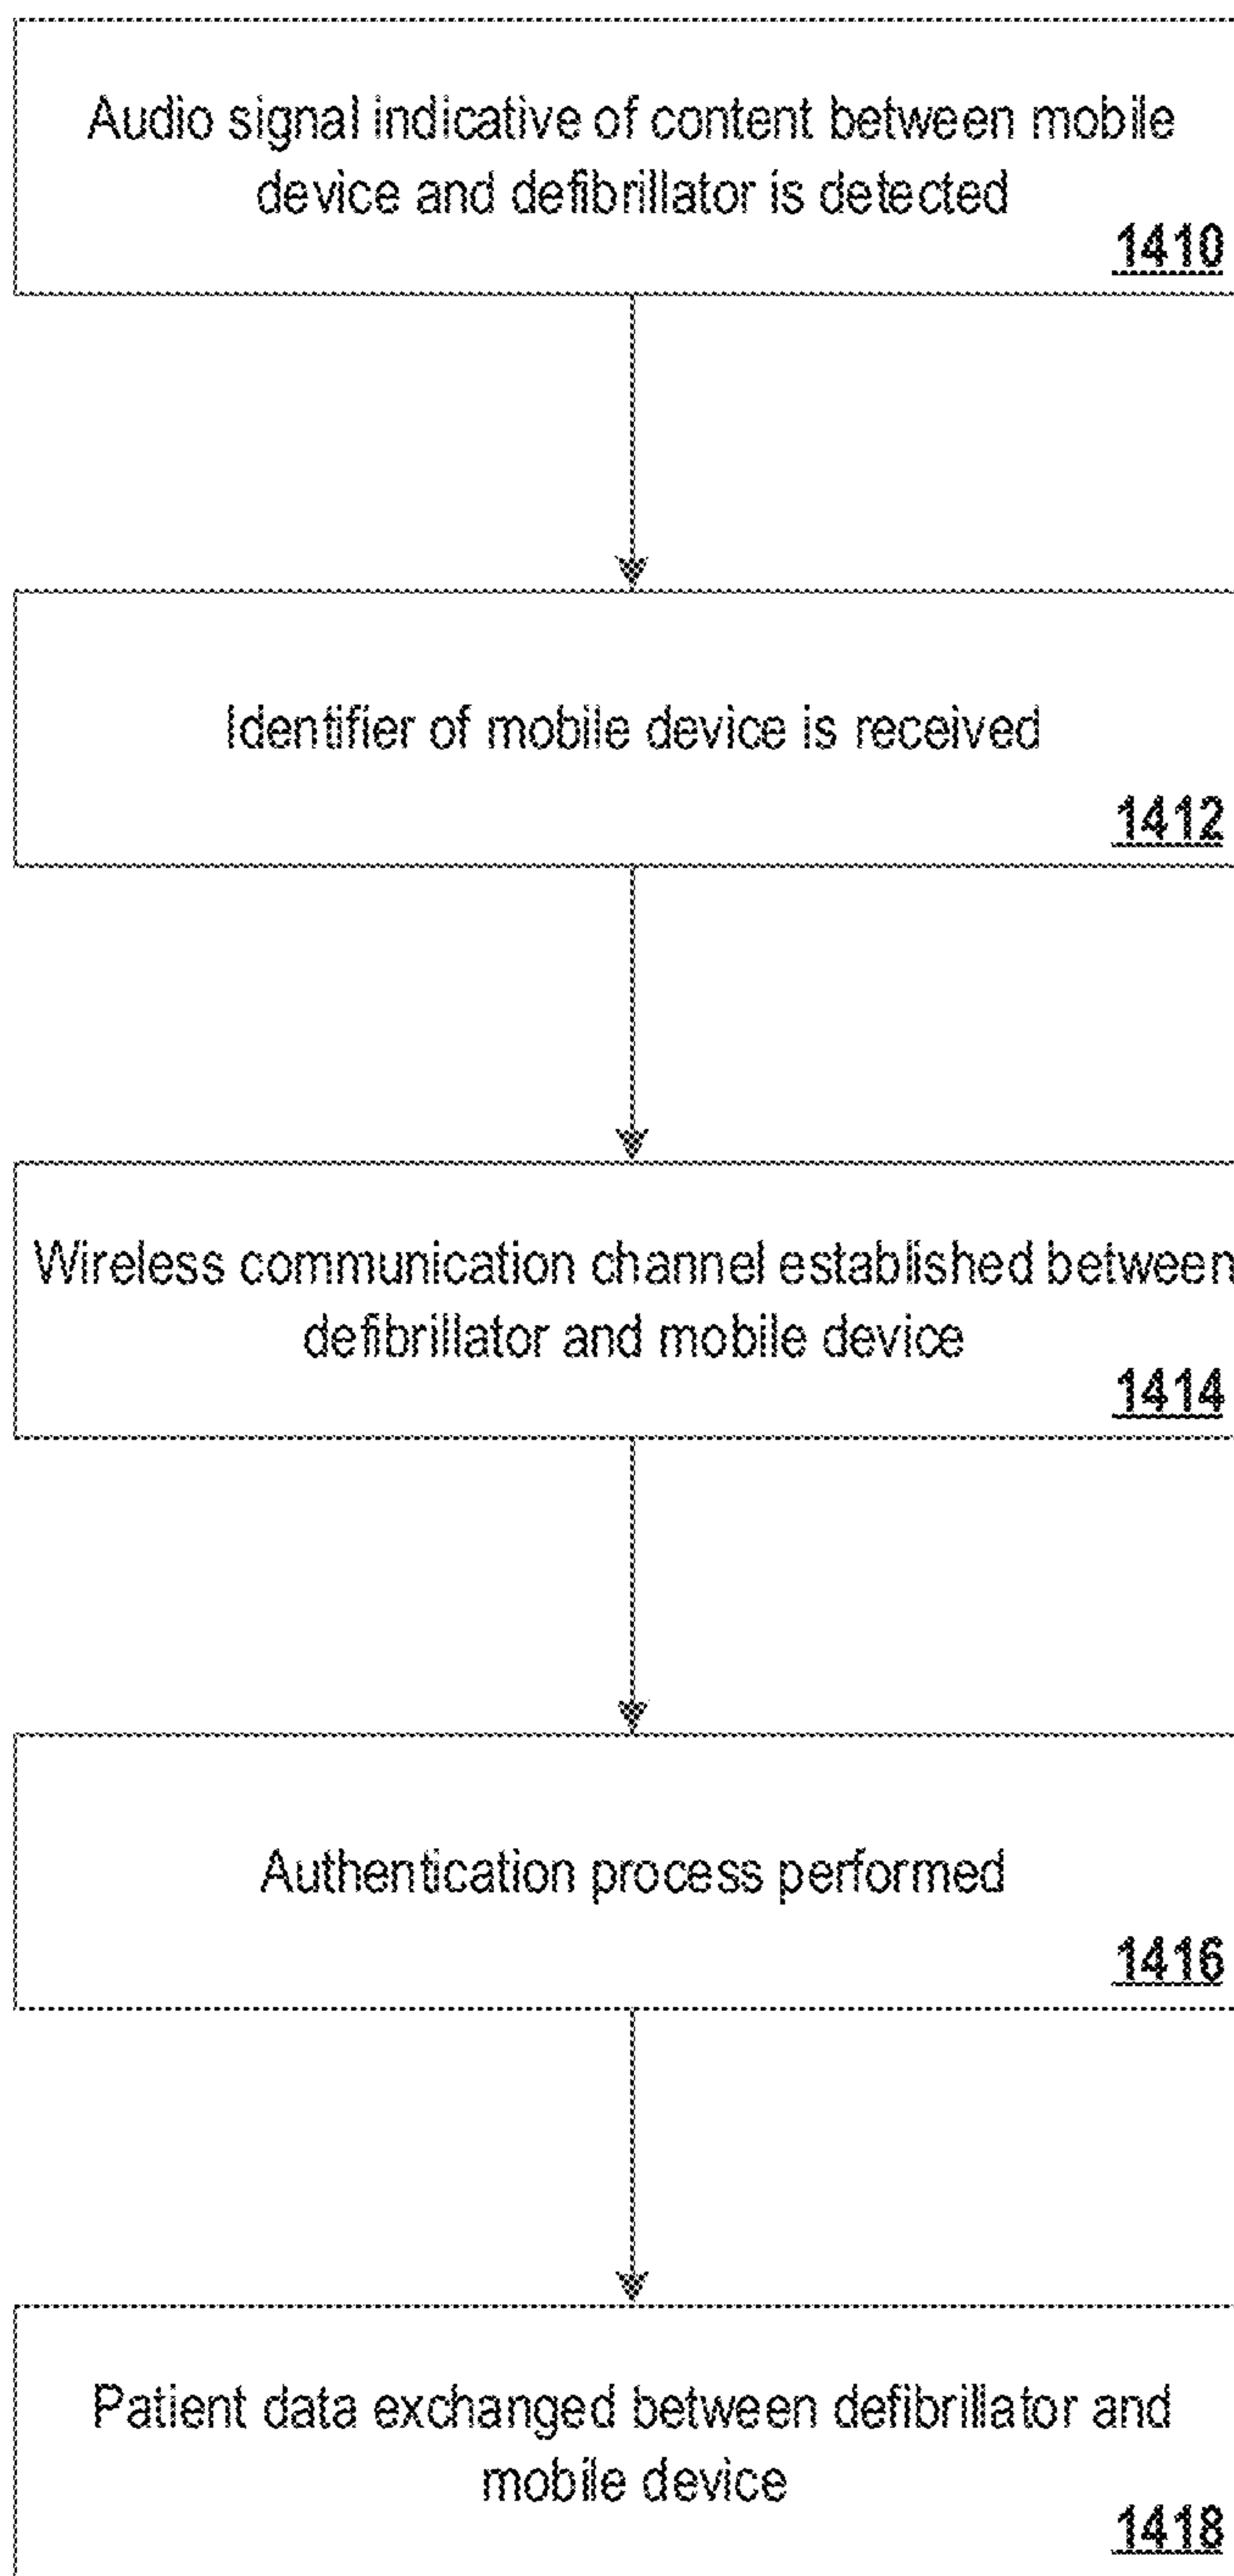 Audio signal indicative of content between mobile
device and defibrillator is detected
1410
Identifier of mobile device is received
1412
Wireless communication channel established between
defibrillator and mobile device
1414
Authentication process performed
1416
Patient data exchanged between defibrillator and
mobile device
1418